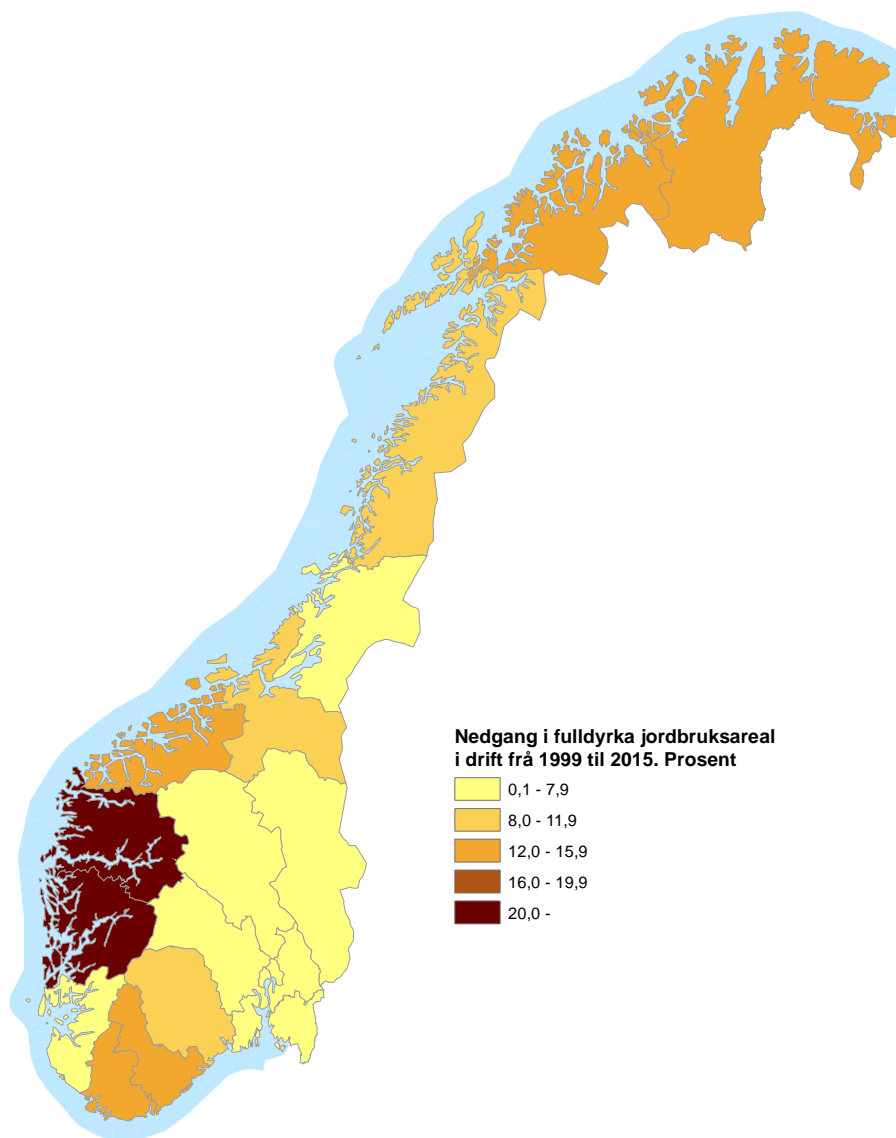 Nedgang i fulldyrka jordbruksareal
i drift frå 1999 til 2015. Prosent
0,1 - 7,9
8,0 - 11,9
12,0 - 15,9
16,0 - 19,9
20,0 -